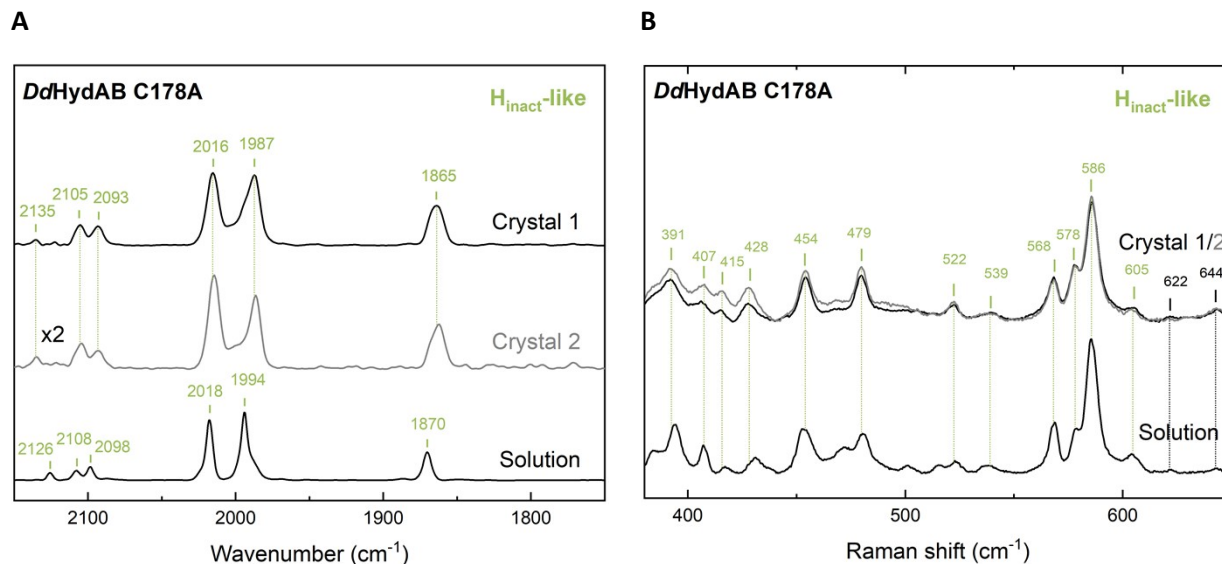 A
DdHydAB C178A
Hinact-like
2016
1987
2105
2093
2135
1865
Crystal 1
x2
Crystal 2
2018
1994
2108
2098
2126
1870
Solution
2100
2000
1900
1800
Wavenumber (cm-1)
B
DdHydAB C178A
Hinact-like
586
Crystal 1/2
391
407
415
428
454
479
522
539
568
578
605
622
644
Solution
400
500
600
Raman shift (cm-1)